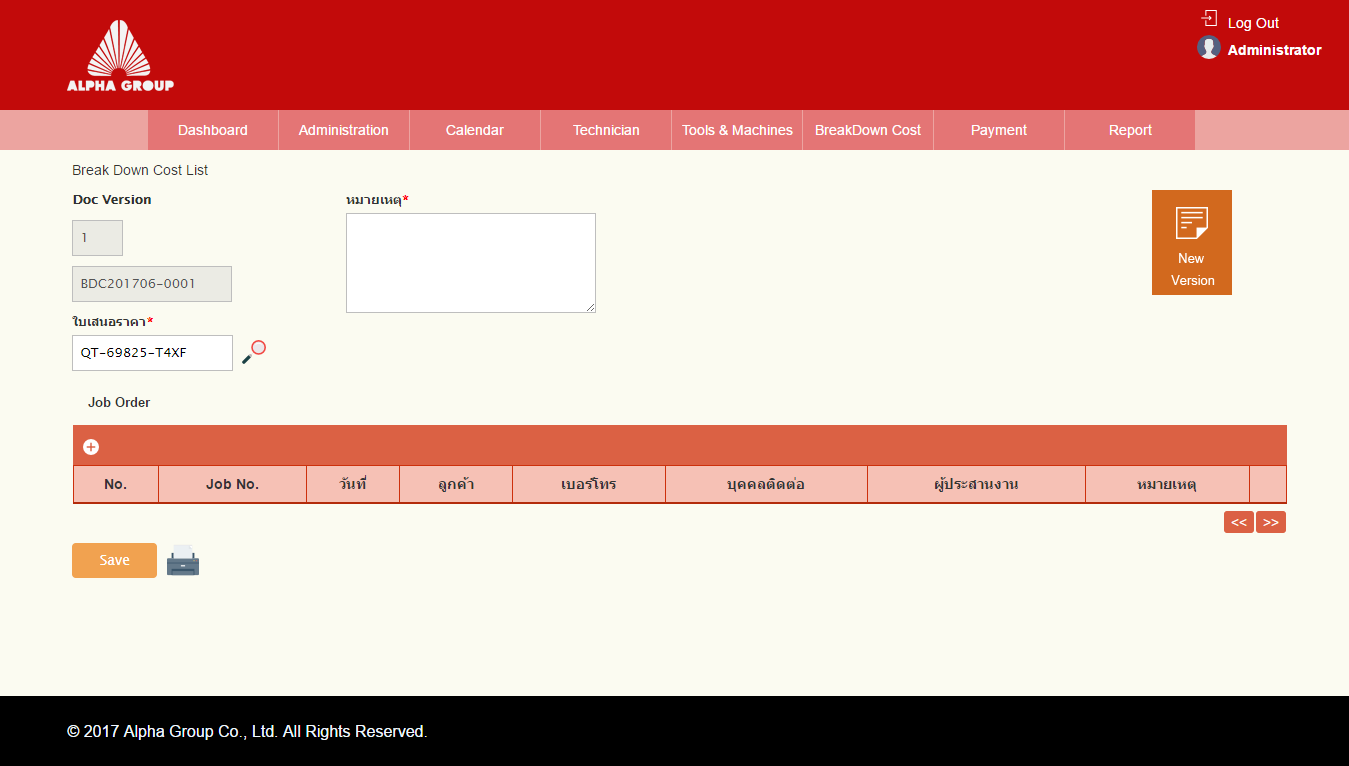 Log Out
ALPHA GROUP
Administrator
Dashboard Administration Calendar Technician Tools & Machines BreakDown Cost Payment Report
Break Down Cost List
Doc Version
1
BDC201706-0001
ใบเสนอราคา*
QT-69825-T4XF
หมายเหตุ*
New
Version
Job Order
No. Job No. วันที่ ลูกค้า เบอร์โทร บุคคลติดต่อ ผู้ประสานงาน หมายเหตุ
<< >>
Save
© 2017 Alpha Group Co., Ltd. All Rights Reserved.